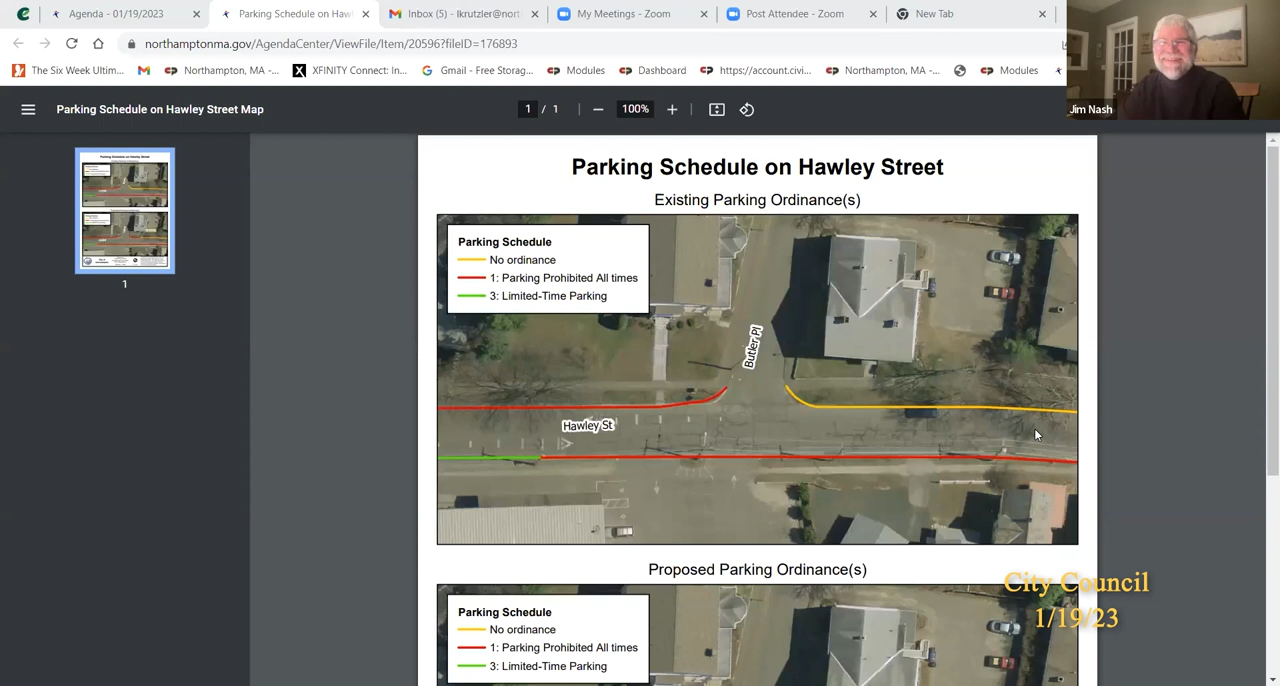 Agenda - 01/19/2023
Parking Schedule on Hawl
Inbox (5) - lkrutzler@nort
My Meetings - Zoom
Post Attendee - Zoom
New Tab
northamptonma.gov/AgendaCenter/ViewFile/Item/20596?fileID=176893
The Six Week Ultim...
Northampton, MA -...
XFINITY Connect: In...
Gmail - Free Storag...
Modules
Dashboard
https://account.civi...
Northampton, MA -...
Modules
Jim Nash
Parking Schedule on Hawley Street Map
1 / 1
100%
Parking Schedule on Hawley Street
Existing Parking Ordinance(s)
Parking Schedule
No ordinance
1: Parking Prohibited All times
3: Limited-Time Parking
Butler Pl
Hawley St
1
Proposed Parking Ordinance(s)
Parking Schedule
No ordinance
1: Parking Prohibited All times
3: Limited-Time Parking
City Council
1/19/23